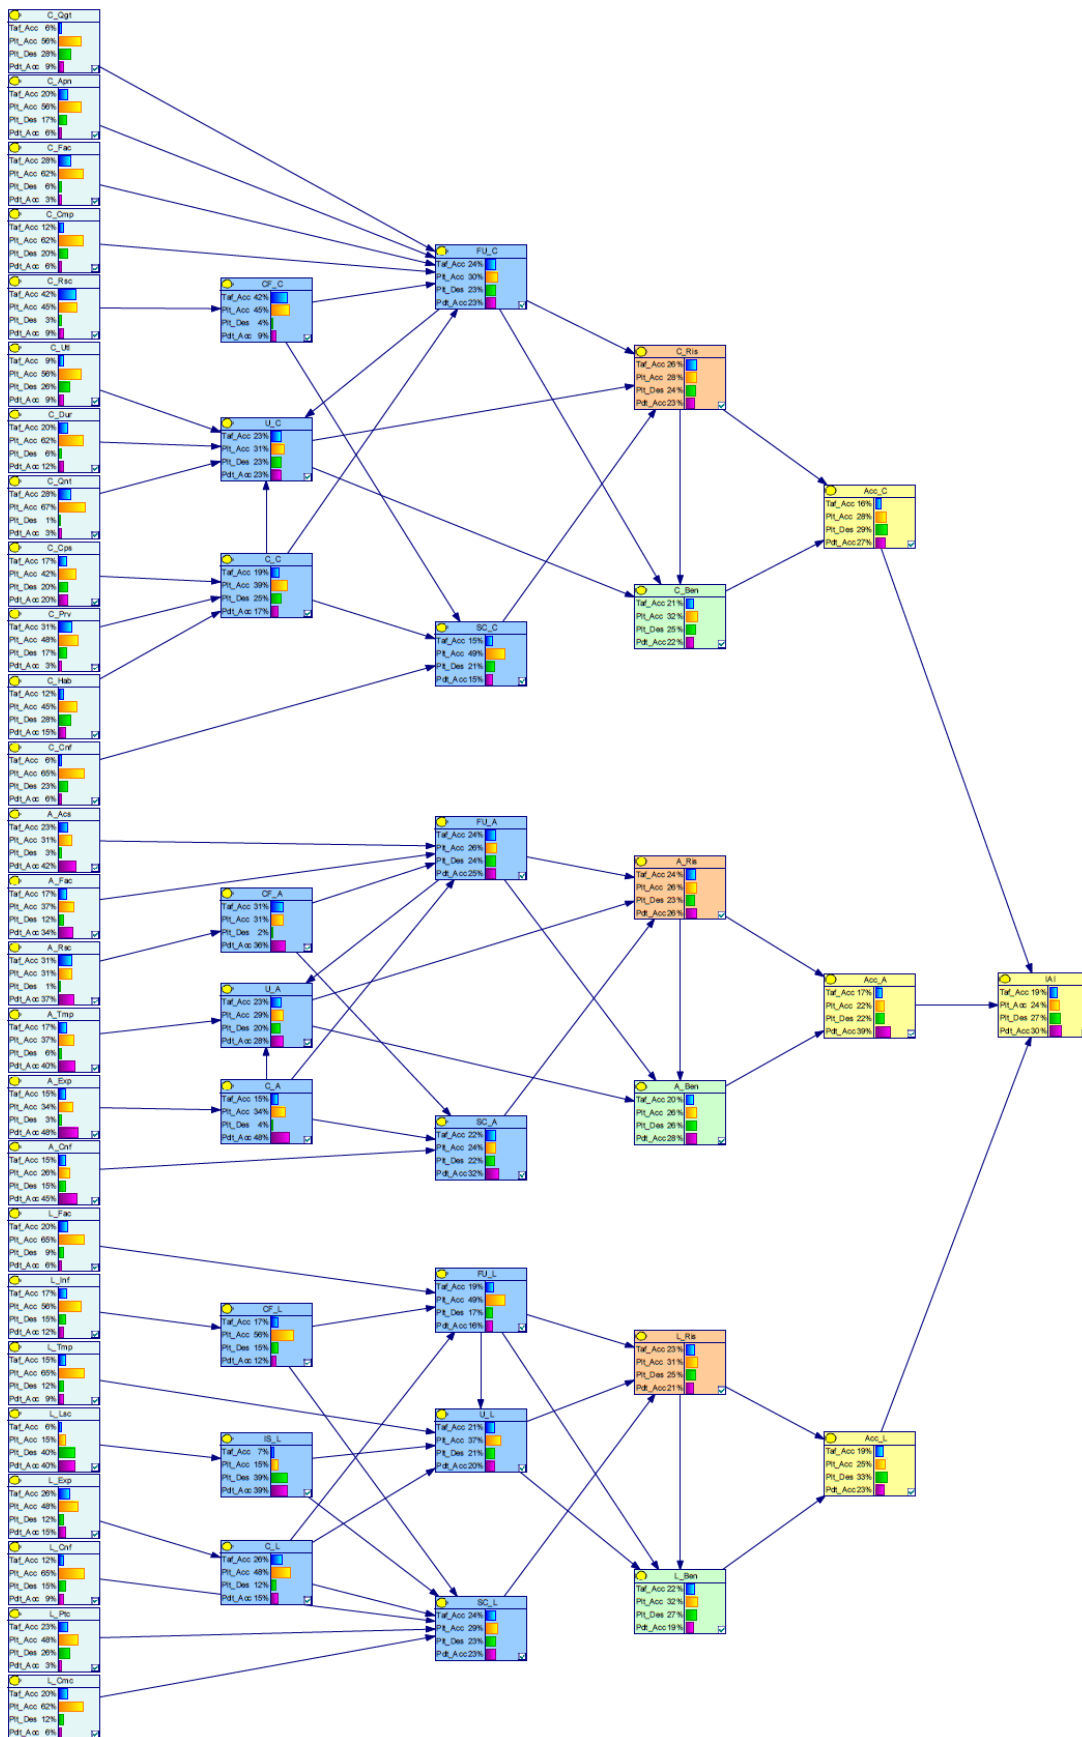 C_Qgt
Taf_Acc 6%
Plt_Acc 56%
Plt_Des 28%
Pdt_Acc 9%
C_Apn
Taf_Acc 20%
Plt_Acc 56%
Plt_Des 17%
Pdt_Acc 6%
C_Fac
Taf_Acc 28%
Plt_Acc 62%
Plt_Des 6%
Pdt_Acc 3%
C_Cmp
Taf_Acc 12%
Plt_Acc 62%
Plt_Des 20%
Pdt_Acc 6%
C_Rsc
Taf_Acc 42%
Plt_Acc 45%
Plt_Des 3%
Pdt_Acc 9%
C_Utl
Taf_Acc 9%
Plt_Acc 56%
Plt_Des 26%
Pdt_Acc 9%
C_Dur
Taf_Acc 20%
Plt_Acc 62%
Plt_Des 6%
Pdt_Acc 12%
C_Qnt
Taf_Acc 28%
Plt_Acc 67%
Plt_Des 1%
Pdt_Acc 3%
C_Cps
Taf_Acc 17%
Plt_Acc 42%
Plt_Des 20%
Pdt_Acc 20%
C_Prv
Taf_Acc 31%
Plt_Acc 48%
Plt_Des 17%
Pdt_Acc 3%
C_Hab
Taf_Acc 12%
Plt_Acc 45%
Plt_Des 28%
Pdt_Acc 15%
C_Cnf
Taf_Acc 6%
Plt_Acc 65%
Plt_Des 23%
Pdt_Acc 6%
A_Acs
Taf_Acc 23%
Plt_Acc 31%
Plt_Des 3%
Pdt_Acc 42%
A_Fac
Taf_Acc 17%
Plt_Acc 37%
Plt_Des 12%
Pdt_Acc 34%
A_Rsc
Taf_Acc 31%
Plt_Acc 31%
Plt_Des 1%
Pdt_Acc 37%
A_Tmp
Taf_Acc 17%
Plt_Acc 37%
Plt_Des 6%
Pdt_Acc 40%
A_Exp
Taf_Acc 15%
Plt_Acc 34%
Plt_Des 3%
Pdt_Acc 48%
A_Cnf
Taf_Acc 15%
Plt_Acc 26%
Plt_Des 15%
Pdt_Acc 45%
L_Fac
Taf_Acc 20%
Plt_Acc 65%
Plt_Des 9%
Pdt_Acc 6%
L_Inf
Taf_Acc 17%
Plt_Acc 56%
Plt_Des 15%
Pdt_Acc 12%
L_Tmp
Taf_Acc 15%
Plt_Acc 65%
Plt_Des 12%
Pdt_Acc 9%
L_Lsc
Taf_Acc 6%
Plt_Acc 15%
Plt_Des 40%
Pdt_Acc 40%
L_Exp
Taf_Acc 26%
Plt_Acc 48%
Plt_Des 12%
Pdt_Acc 15%
L_Cnf
Taf_Acc 12%
Plt_Acc 65%
Plt_Des 15%
Pdt_Acc 9%
L_Ptc
Taf_Acc 23%
Plt_Acc 48%
Plt_Des 26%
Pdt_Acc 3%
L_Cmc
Taf_Acc 20%
Plt_Acc 62%
Plt_Des 12%
Pdt_Acc 6%
CF_C
Taf_Acc 42%
Plt_Acc 45%
Plt_Des 4%
Pdt_Acc 9%
U_C
Taf_Acc 23%
Plt_Acc 31%
Plt_Des 23%
Pdt_Acc 23%
C_C
Taf_Acc 19%
Plt_Acc 39%
Plt_Des 25%
Pdt_Acc 17%
CF_A
Taf_Acc 31%
Plt_Acc 31%
Plt_Des 2%
Pdt_Acc 36%
U_A
Taf_Acc 23%
Plt_Acc 29%
Plt_Des 20%
Pdt_Acc 28%
C_A
Taf_Acc 15%
Plt_Acc 34%
Plt_Des 4%
Pdt_Acc 48%
CF_L
Taf_Acc 17%
Plt_Acc 56%
Plt_Des 15%
Pdt_Acc 12%
IS_L
Taf_Acc 7%
Plt_Acc 15%
Plt_Des 39%
Pdt_Acc 39%
C_L
Taf_Acc 26%
Plt_Acc 48%
Plt_Des 12%
Pdt_Acc 15%
FU_C
Taf_Acc 24%
Plt_Acc 30%
Plt_Des 23%
Pdt_Acc 23%
SC_C
Taf_Acc 15%
Plt_Acc 49%
Plt_Des 21%
Pdt_Acc 15%
FU_A
Taf_Acc 24%
Plt_Acc 26%
Plt_Des 24%
Pdt_Acc 25%
SC_A
Taf_Acc 22%
Plt_Acc 24%
Plt_Des 22%
Pdt_Acc 32%
FU_L
Taf_Acc 19%
Plt_Acc 49%
Plt_Des 17%
Pdt_Acc 16%
U_L
Taf_Acc 21%
Plt_Acc 37%
Plt_Des 21%
Pdt_Acc 20%
SC_L
Taf_Acc 24%
Plt_Acc 29%
Plt_Des 23%
Pdt_Acc 23%
C_Ris
Taf_Acc 26%
Plt_Acc 28%
Plt_Des 24%
Pdt_Acc 23%
C_Ben
Taf_Acc 21%
Plt_Acc 32%
Plt_Des 25%
Pdt_Acc 22%
A_Ris
Taf_Acc 24%
Plt_Acc 26%
Plt_Des 23%
Pdt_Acc 26%
A_Ben
Taf_Acc 20%
Plt_Acc 26%
Plt_Des 26%
Pdt_Acc 28%
L_Ris
Taf_Acc 23%
Plt_Acc 31%
Plt_Des 25%
Pdt_Acc 21%
L_Ben
Taf_Acc 22%
Plt_Acc 32%
Plt_Des 27%
Pdt_Acc 19%
Acc_C
Taf_Acc 16%
Plt_Acc 28%
Plt_Des 29%
Pdt_Acc 27%
Acc_A
Taf_Acc 17%
Plt_Acc 22%
Plt_Des 22%
Pdt_Acc 39%
Acc_L
Taf_Acc 19%
Plt_Acc 25%
Plt_Des 33%
Pdt_Acc 23%
IAI
Taf_Acc 19%
Plt_Acc 24%
Plt_Des 27%
Pdt_Acc 30%